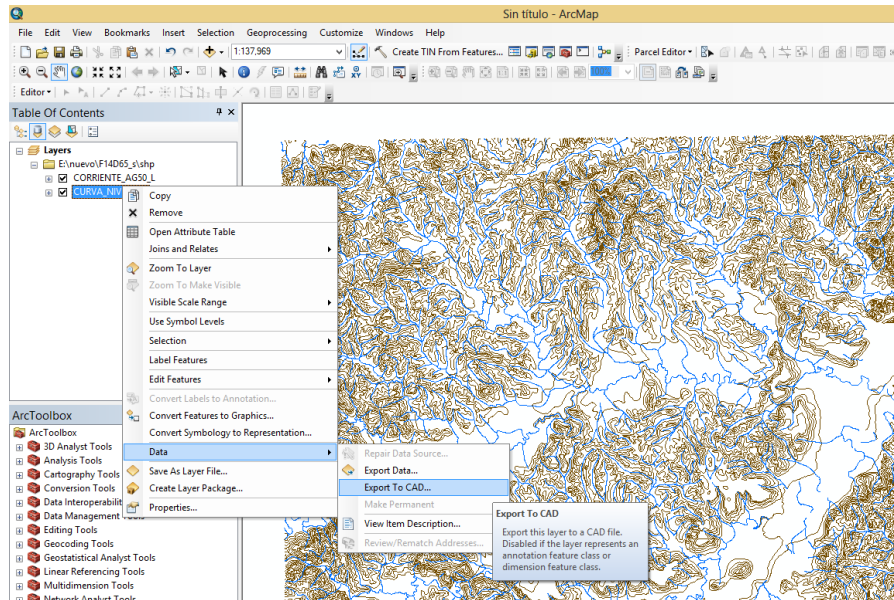 Sin título - ArcMap
File Edit View Bookmarks Insert Selection Geoprocessing Customize Windows Help
1:137,969 Create TIN From Features... Parcel Editor
Editor
Table Of Contents
Layers
E:\nuevo\F14D65_s\shp
CORRIENTE_AG50_L
CURVA_NIV
Copy
Remove
Open Attribute Table
Joins and Relates
Zoom To Layer
Zoom To Make Visible
Visible Scale Range
Use Symbol Levels
Selection
Label Features
Edit Features
Convert Labels to Annotation...
Convert Features to Graphics...
Convert Symbology to Representation...
Data
Save As Layer File...
Create Layer Package...
Properties...
Repair Data Source...
Export Data...
Export To CAD...
Make Permanent
View Item Description...
Review/Rematch Addresses...
Export To CAD
Export this layer to a CAD file.
Disabled if the layer represents an
annotation feature class or
dimension feature class.
ArcToolbox
ArcToolbox
3D Analyst Tools
Analysis Tools
Cartography Tools
Conversion Tools
Data Interoperabilit
Data Management
Editing Tools
Geocoding Tools
Geostatistical Analyst Tools
Linear Referencing Tools
Multidimension Tools
Network Analyst Tools